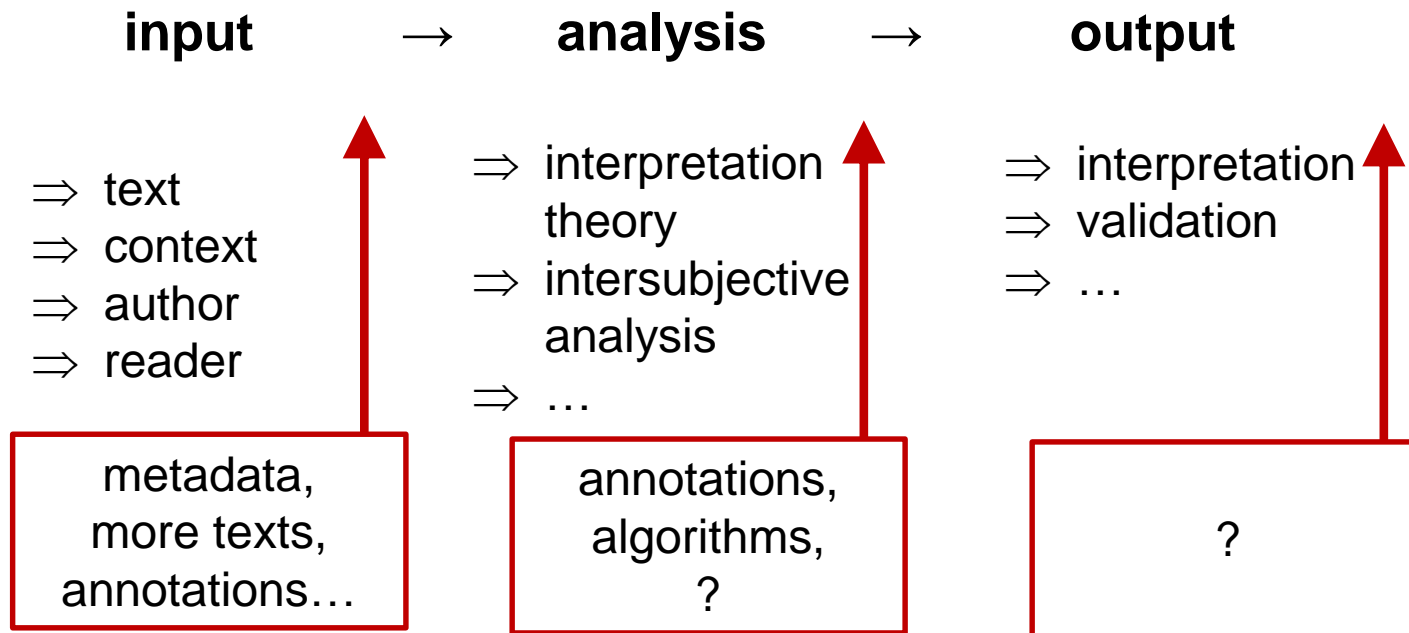 input → analysis → output
⇒ text
⇒ context
⇒ author
⇒ reader
⇒ interpretation
theory
⇒ intersubjective
analysis
⇒ …
⇒ interpretation
⇒ validation
⇒ …
metadata,
more texts,
annotations…
annotations,
algorithms,
?
?